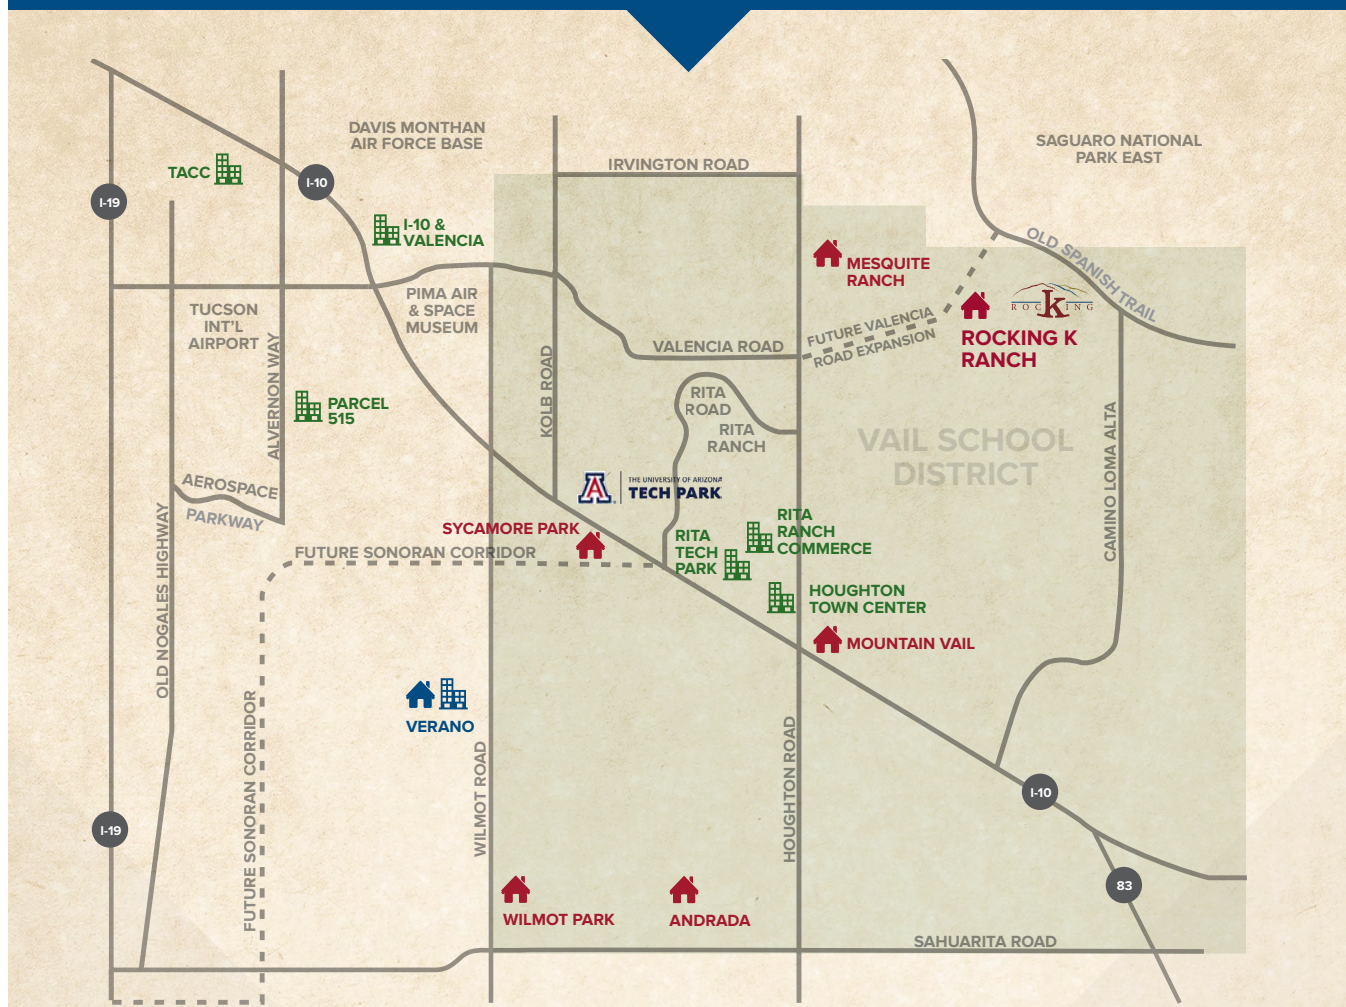 DAVIS MONTHAN
AIR FORCE BASE
SAGUARO NATIONAL
PARK EAST
IRVINGTON ROAD
TACC
I-10
I-19
I-10 &
VALENCIA
OLD SPANISH TRAIL
MESQUITE
RANCH
ROCKING
K
ROCKING K
RANCH
PIMA AIR
& SPACE
MUSEUM
TUCSON
INT'L
AIRPORT
ALVERNON WAY
FUTURE VALENCIA
ROAD EXPANSION
VALENCIA ROAD
KOLB ROAD
RITA
ROAD
RITA
RANCH
PARCEL
515
VAIL SCHOOL
DISTRICT
CAMINO LOMA ALTA
AEROSPACE
PARKWAY
A
THE UNIVERSITY OF ARIZONA
TECH PARK
SYCAMORE PARK
RITA
RANCH
COMMERCE
RITA
TECH
PARK
FUTURE SONORAN CORRIDOR
HOUGHTON
TOWN CENTER
OLD NOGALES HIGHWAY
MOUNTAIN VAIL
VERANO
FUTURE SONORAN CORRIDOR
WILMOT ROAD
HOUGHTON ROAD
I-10
I-19
83
WILMOT PARK
ANDRADA
SAHUARITA ROAD